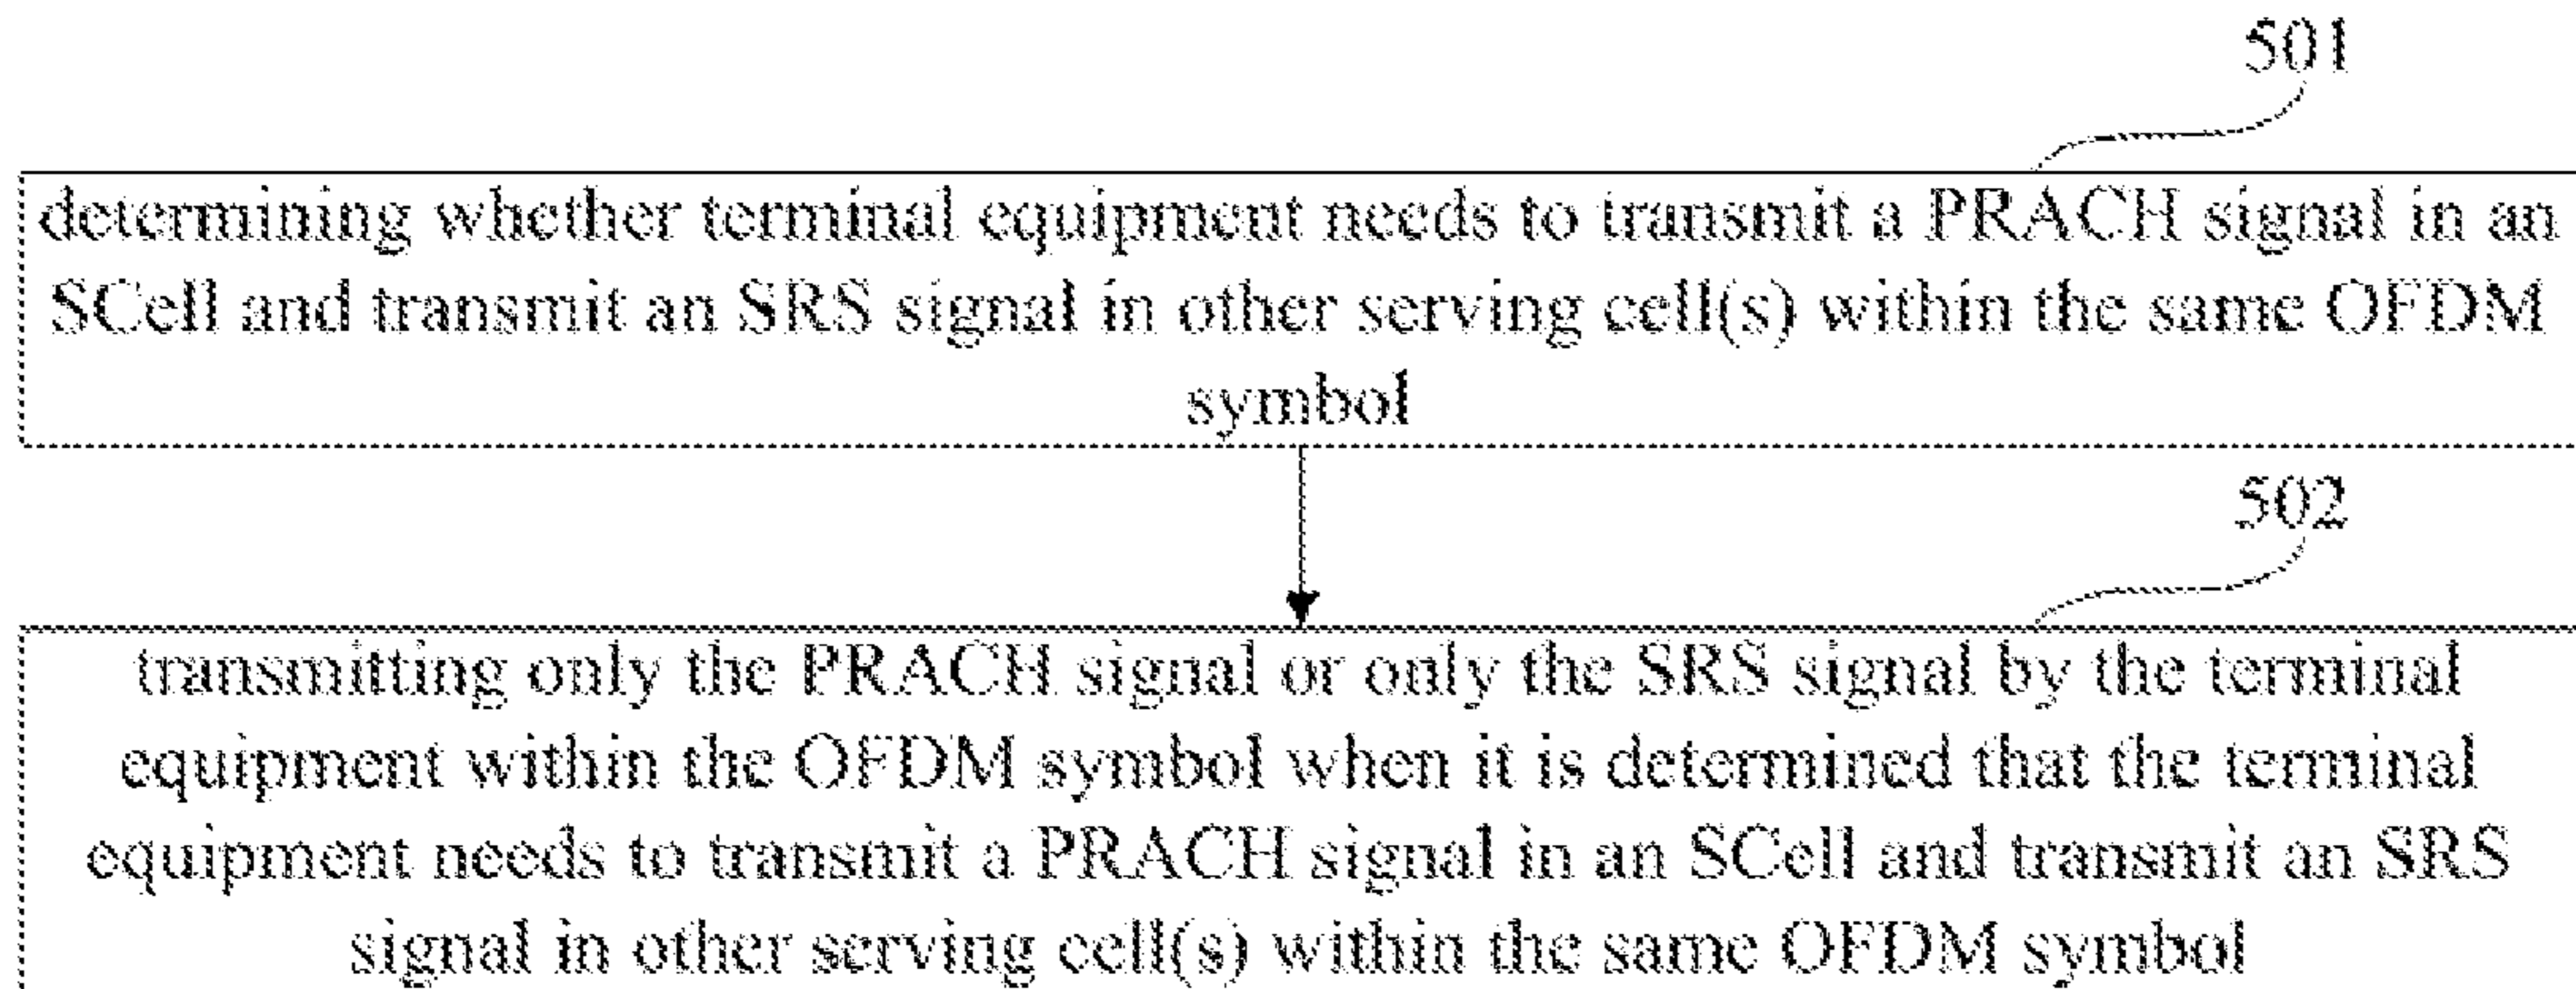 501
determining whether terminal equipment needs to transmit a PRACH signal in an
SCell and transmit an SRS signal in other serving cell(s) within the same OFDM
symbol
502
transmitting only the PRACH signal or only the SRS signal by the terminal
equipment within the OFDM symbol when it is determined that the terminal
equipment needs to transmit a PRACH signal in an SCell and transmit an SRS
signal in other serving cell(s) within the same OFDM symbol